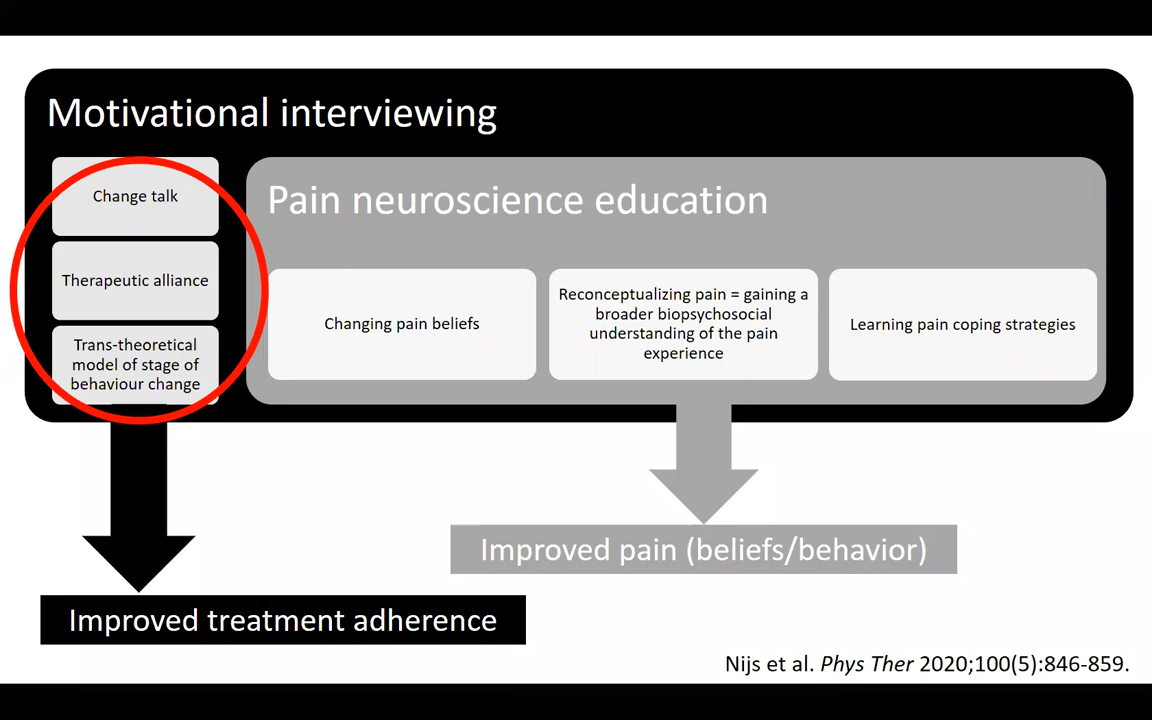 Motivational interviewing
Change talk
Therapeutic alliance
Trans-theoretical
model of stage of
behaviour change
Pain neuroscience education
Changing pain beliefs
Reconceptualizing pain = gaining a
broader biopsychosocial
understanding of the pain
experience
Learning pain coping strategies
Improved pain (beliefs/behavior)
Improved treatment adherence
Nijs et al. Phys Ther 2020;100(5):846-859.